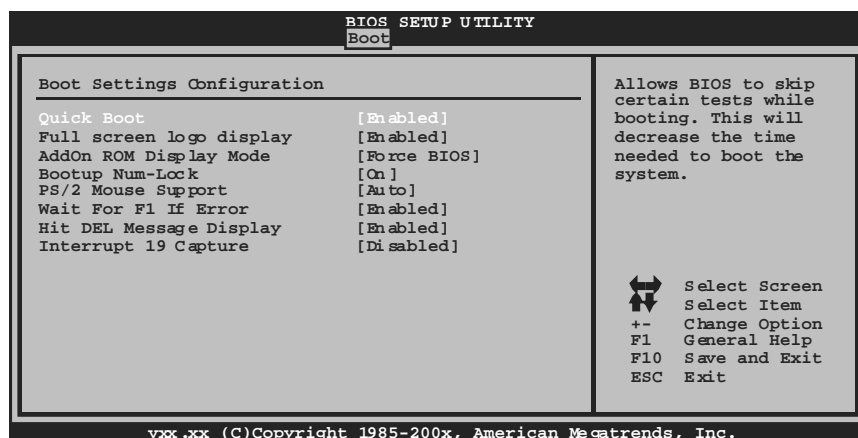 BIOS SETUP UTILITY
Boot
Boot Settings Configuration
Quick Boot [Enabled]
Full screen logo display [Enabled]
AddOn ROM Display Mode [Force BIOS]
Bootup Num-Lock [On]
PS/2 Mouse Support [Auto]
Wait For F1 If Error [Enabled]
Hit DEL Message Display [Enabled]
Interrupt 19 Capture [Disabled]
Allows BIOS to skip
certain tests while
booting. This will
decrease the time
needed to boot the
system.
Select Screen
Select Item
+- Change Option
F1 General Help
F10 Save and Exit
ESC Exit
vxx.xx (C)Copyright 1985-200x, American Megatrends, Inc.